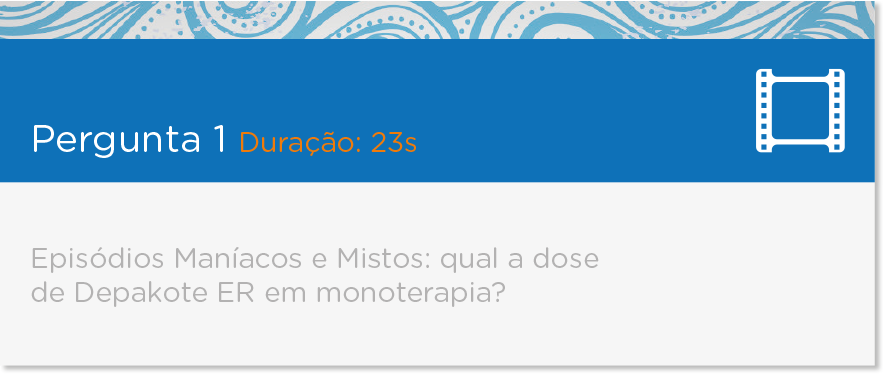 Pergunta 1 Duração: 23s
Episódios Maníacos e Mistos: qual a dose
de Depakote ER em monoterapia?